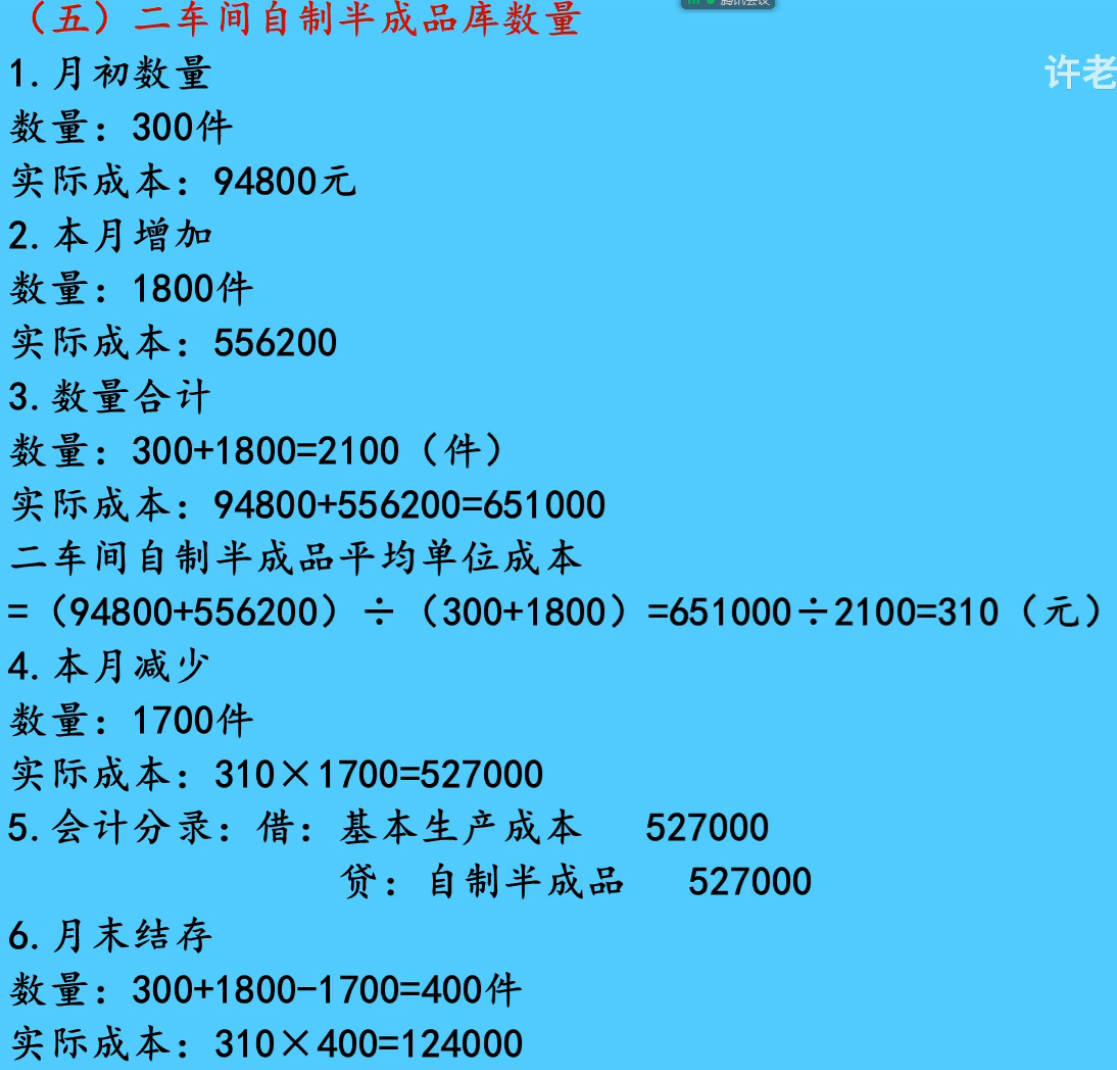 （五）二车间自制半成品库数量
许老
1.月初数量
数量：300件
实际成本：94800元
2.本月增加
数量：1800件
实际成本：556200
3.数量合计
数量：300+1800=2100（件）
实际成本：94800+556200=651000
二车间自制半成品平均单位成本
=（94800+556200）÷（300+1800）=651000÷2100=310（元）
4.本月减少
数量：1700件
实际成本：310×1700=527000
5.会计分录：借：基本生产成本 527000
贷：自制半成品 527000
6.月末结存
数量：300+1800-1700=400件
实际成本：310×400=124000